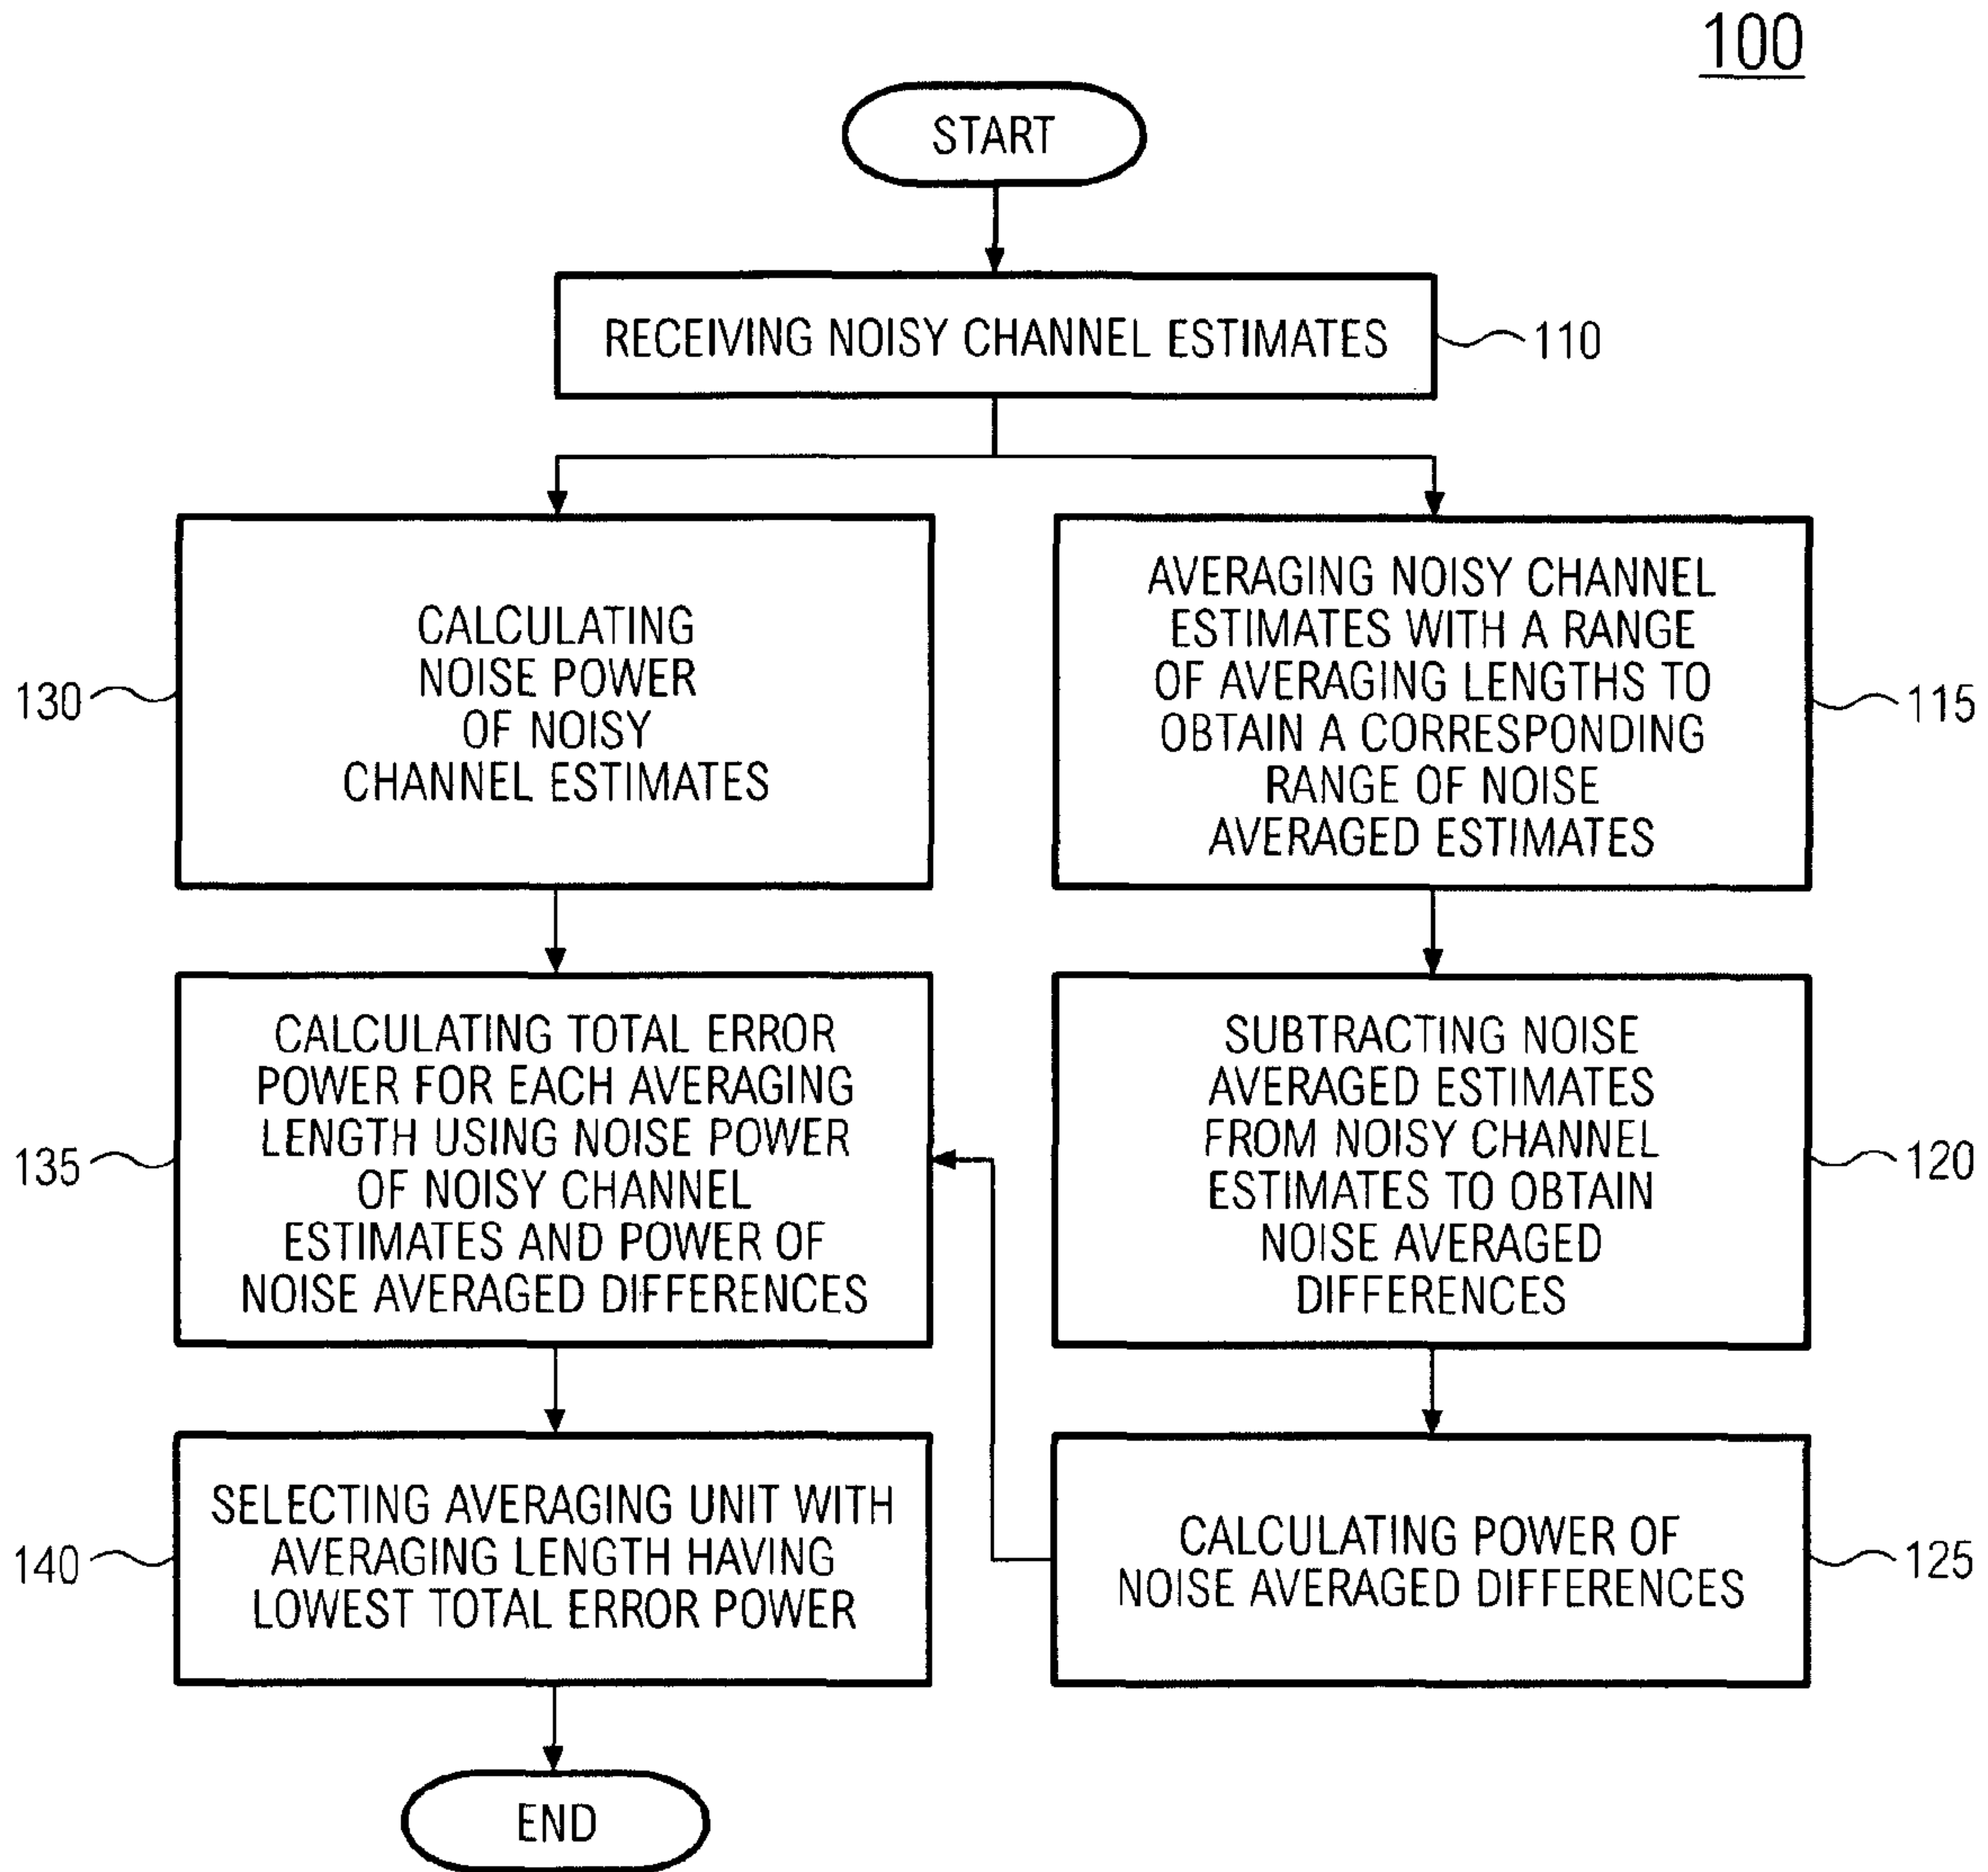 100
START
RECEIVING NOISY CHANNEL ESTIMATES
110
CALCULATING
NOISE POWER
OF NOISY
CHANNEL ESTIMATES
130
AVERAGING NOISY CHANNEL
ESTIMATES WITH A RANGE
OF AVERAGING LENGTHS TO
OBTAIN A CORRESPONDING
RANGE OF NOISE
AVERAGED ESTIMATES
115
CALCULATING TOTAL ERROR
POWER FOR EACH AVERAGING
LENGTH USING NOISE POWER
OF NOISY CHANNEL
ESTIMATES AND POWER OF
NOISE AVERAGED DIFFERENCES
135
SUBTRACTING NOISE
AVERAGED ESTIMATES
FROM NOISY CHANNEL
ESTIMATES TO OBTAIN
NOISE AVERAGED
DIFFERENCES
120
SELECTING AVERAGING UNIT WITH
AVERAGING LENGTH HAVING
LOWEST TOTAL ERROR POWER
140
CALCULATING POWER OF
NOISE AVERAGED DIFFERENCES
125
END